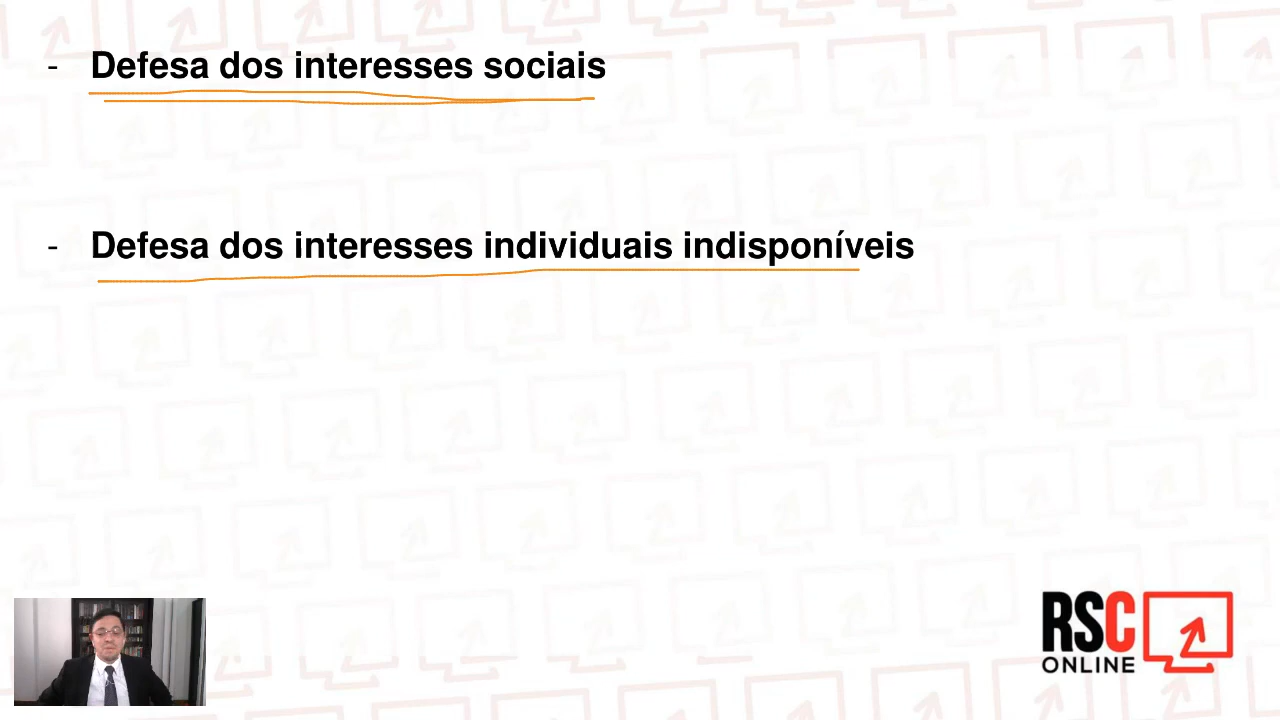 - Defesa dos interesses sociais
- Defesa dos interesses individuais indisponíveis
RSC
ONLINE